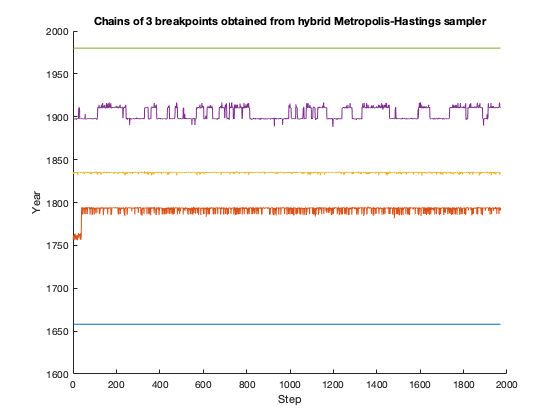 Chains of 3 breakpoints obtained from hybrid Metropolis-Hastings sampler
2000
1950
1900
1850
1800
1750
1700
1650
1600
Year
0 200 400 600 800 1000 1200 1400 1600 1800 2000
Step